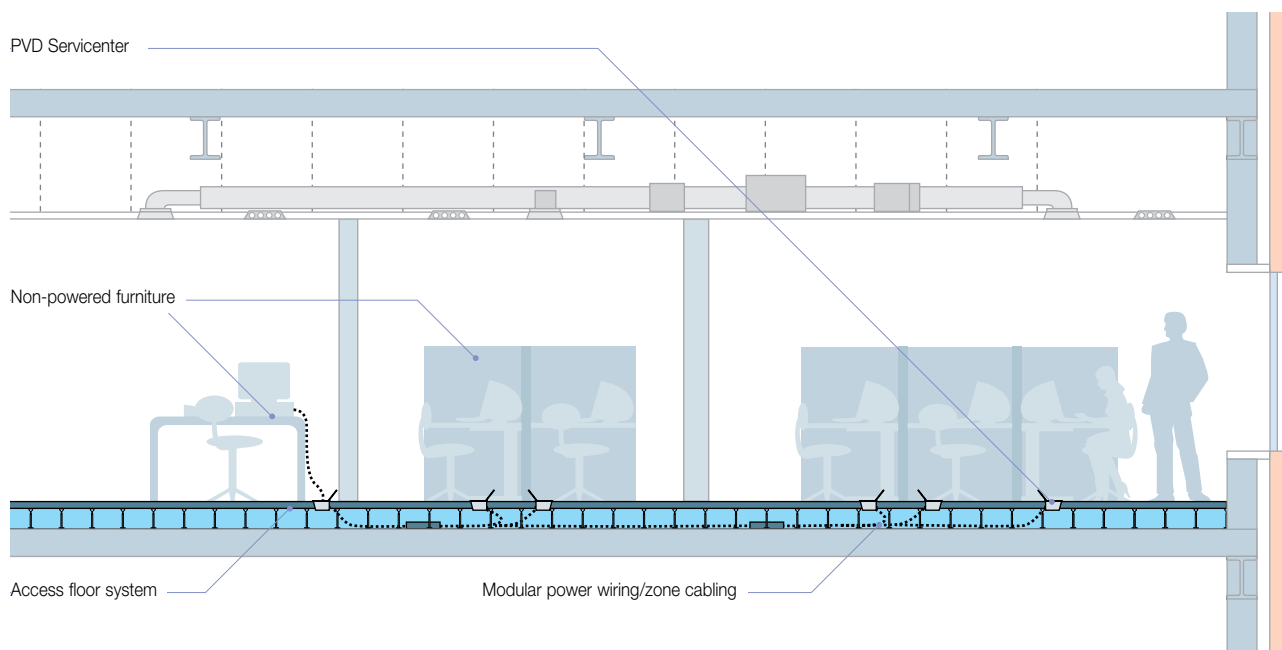 PVD Servicenter
Non-powered furniture
Access floor system
Modular power wiring/zone cabling